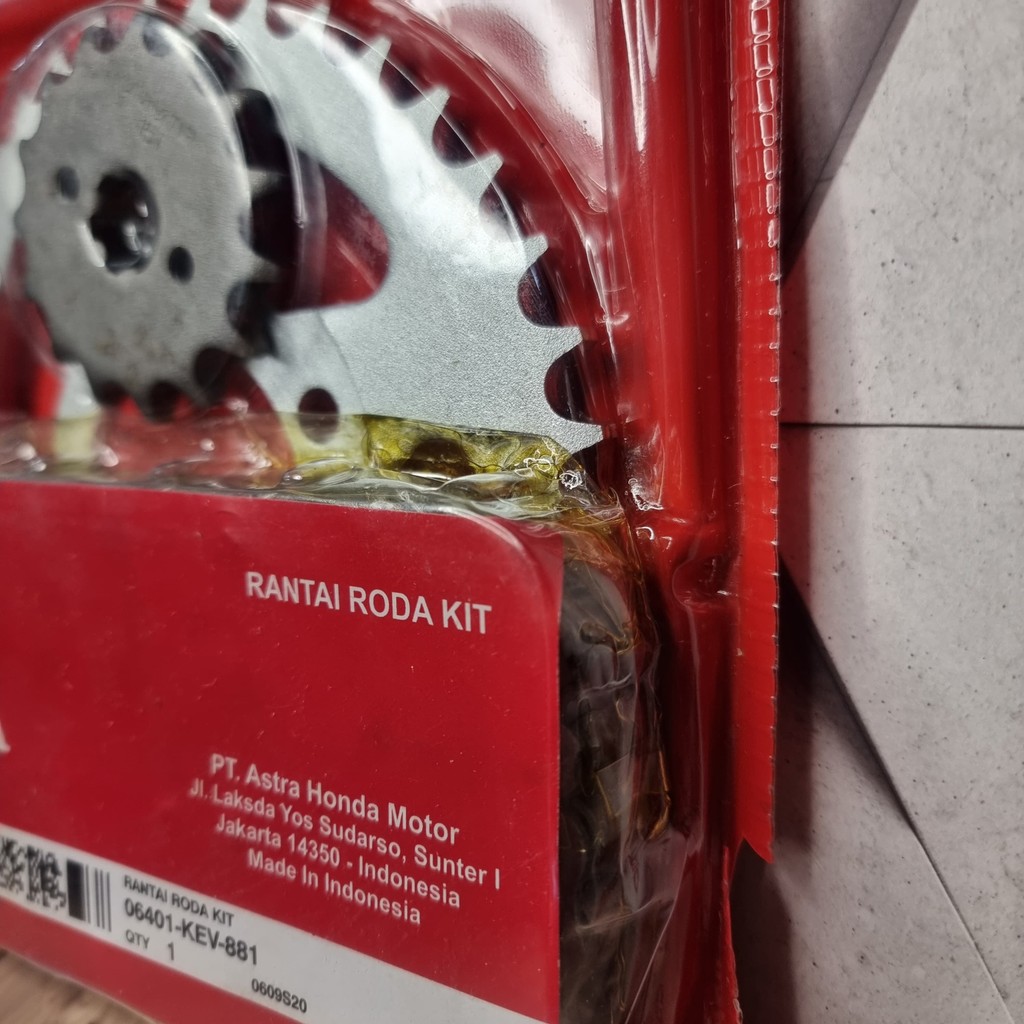 RANTAI RODA KIT
PT. Astra Honda Motor
Jl. Laksda Yos Sudarso, Sunter I
Jakarta 14350 - Indonesia
Made In Indonesia
RANTAI RODA KIT
06401-KEV-881
QTY 1
0609S20